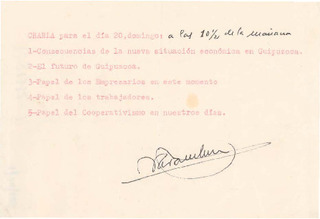 CHARLA para el día 20,domingo: a las 10½ de la mañana
1-Consecuencias de la nueva situación económica en Guipuzcoa.
2-El futuro de Guipuzcoa.
3-Papel de los Empresarios en este momento
4-Papel de los trabajadores.
5-Papel del Cooperativismo en nuestros días.